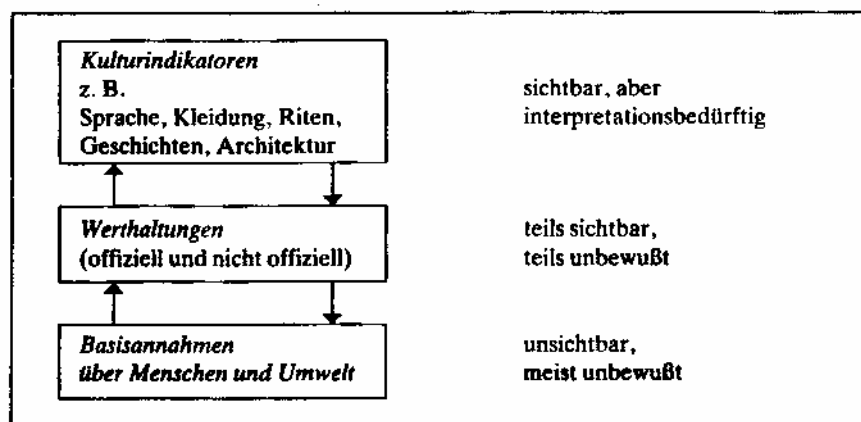 Kulturindikatoren
z. B.
Sprache, Kleidung, Riten,
Geschichten, Architektur
sichtbar, aber
interpretationsbedürftig
Werthaltungen
(offiziell und nicht offiziell)
teils sichtbar,
teils unbewußt
Basisannahmen
über Menschen und Umwelt
unsichtbar,
meist unbewußt